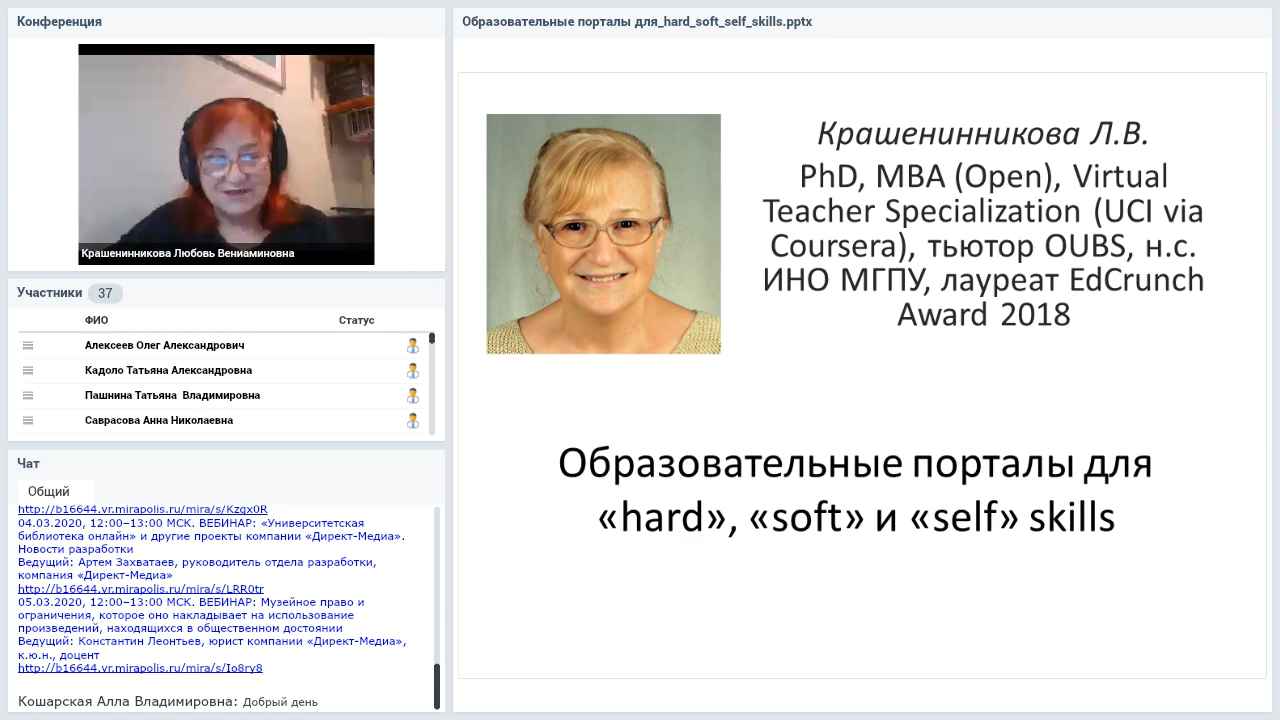 Конференция
Крашенинникова Любовь Вениаминовна
Участники 37
ФИО Статус
Алексеев Олег Александрович
Кадоло Татьяна Александровна
Пашнина Татьяна Владимировна
Саврасова Анна Николаевна
Чат
Общий
http://b16644.vr.mirapolis.ru/mira/s/Kzqx0R
04.03.2020, 12:00–13:00 МСК. ВЕБИНАР: «Университетская
библиотека онлайн» и другие проекты компании «Директ-Медиа».
Новости разработки
Ведущий: Артем Захватаев, руководитель отдела разработки,
компания «Директ-Медиа»
http://b16644.vr.mirapolis.ru/mira/s/LRR0tr
05.03.2020, 12:00–13:00 МСК. ВЕБИНАР: Музейное право и
ограничения, которое оно накладывает на использование
произведений, находящихся в общественном достоянии
Ведущий: Константин Леонтьев, юрист компании «Директ-Медиа»,
к.ю.н., доцент
http://b16644.vr.mirapolis.ru/mira/s/Io8ry8
Кошарская Алла Владимировна: Добрый день
Образовательные порталы для_hard_soft_self_skills.pptx
Крашенинникова Л.В.
PhD, MBA (Open), Virtual
Teacher Specialization (UCI via
Coursera), тьютор OUBS, н.с.
ИНО МГПУ, лауреат EdCrunch
Award 2018
Образовательные порталы для
«hard», «soft» и «self» skills